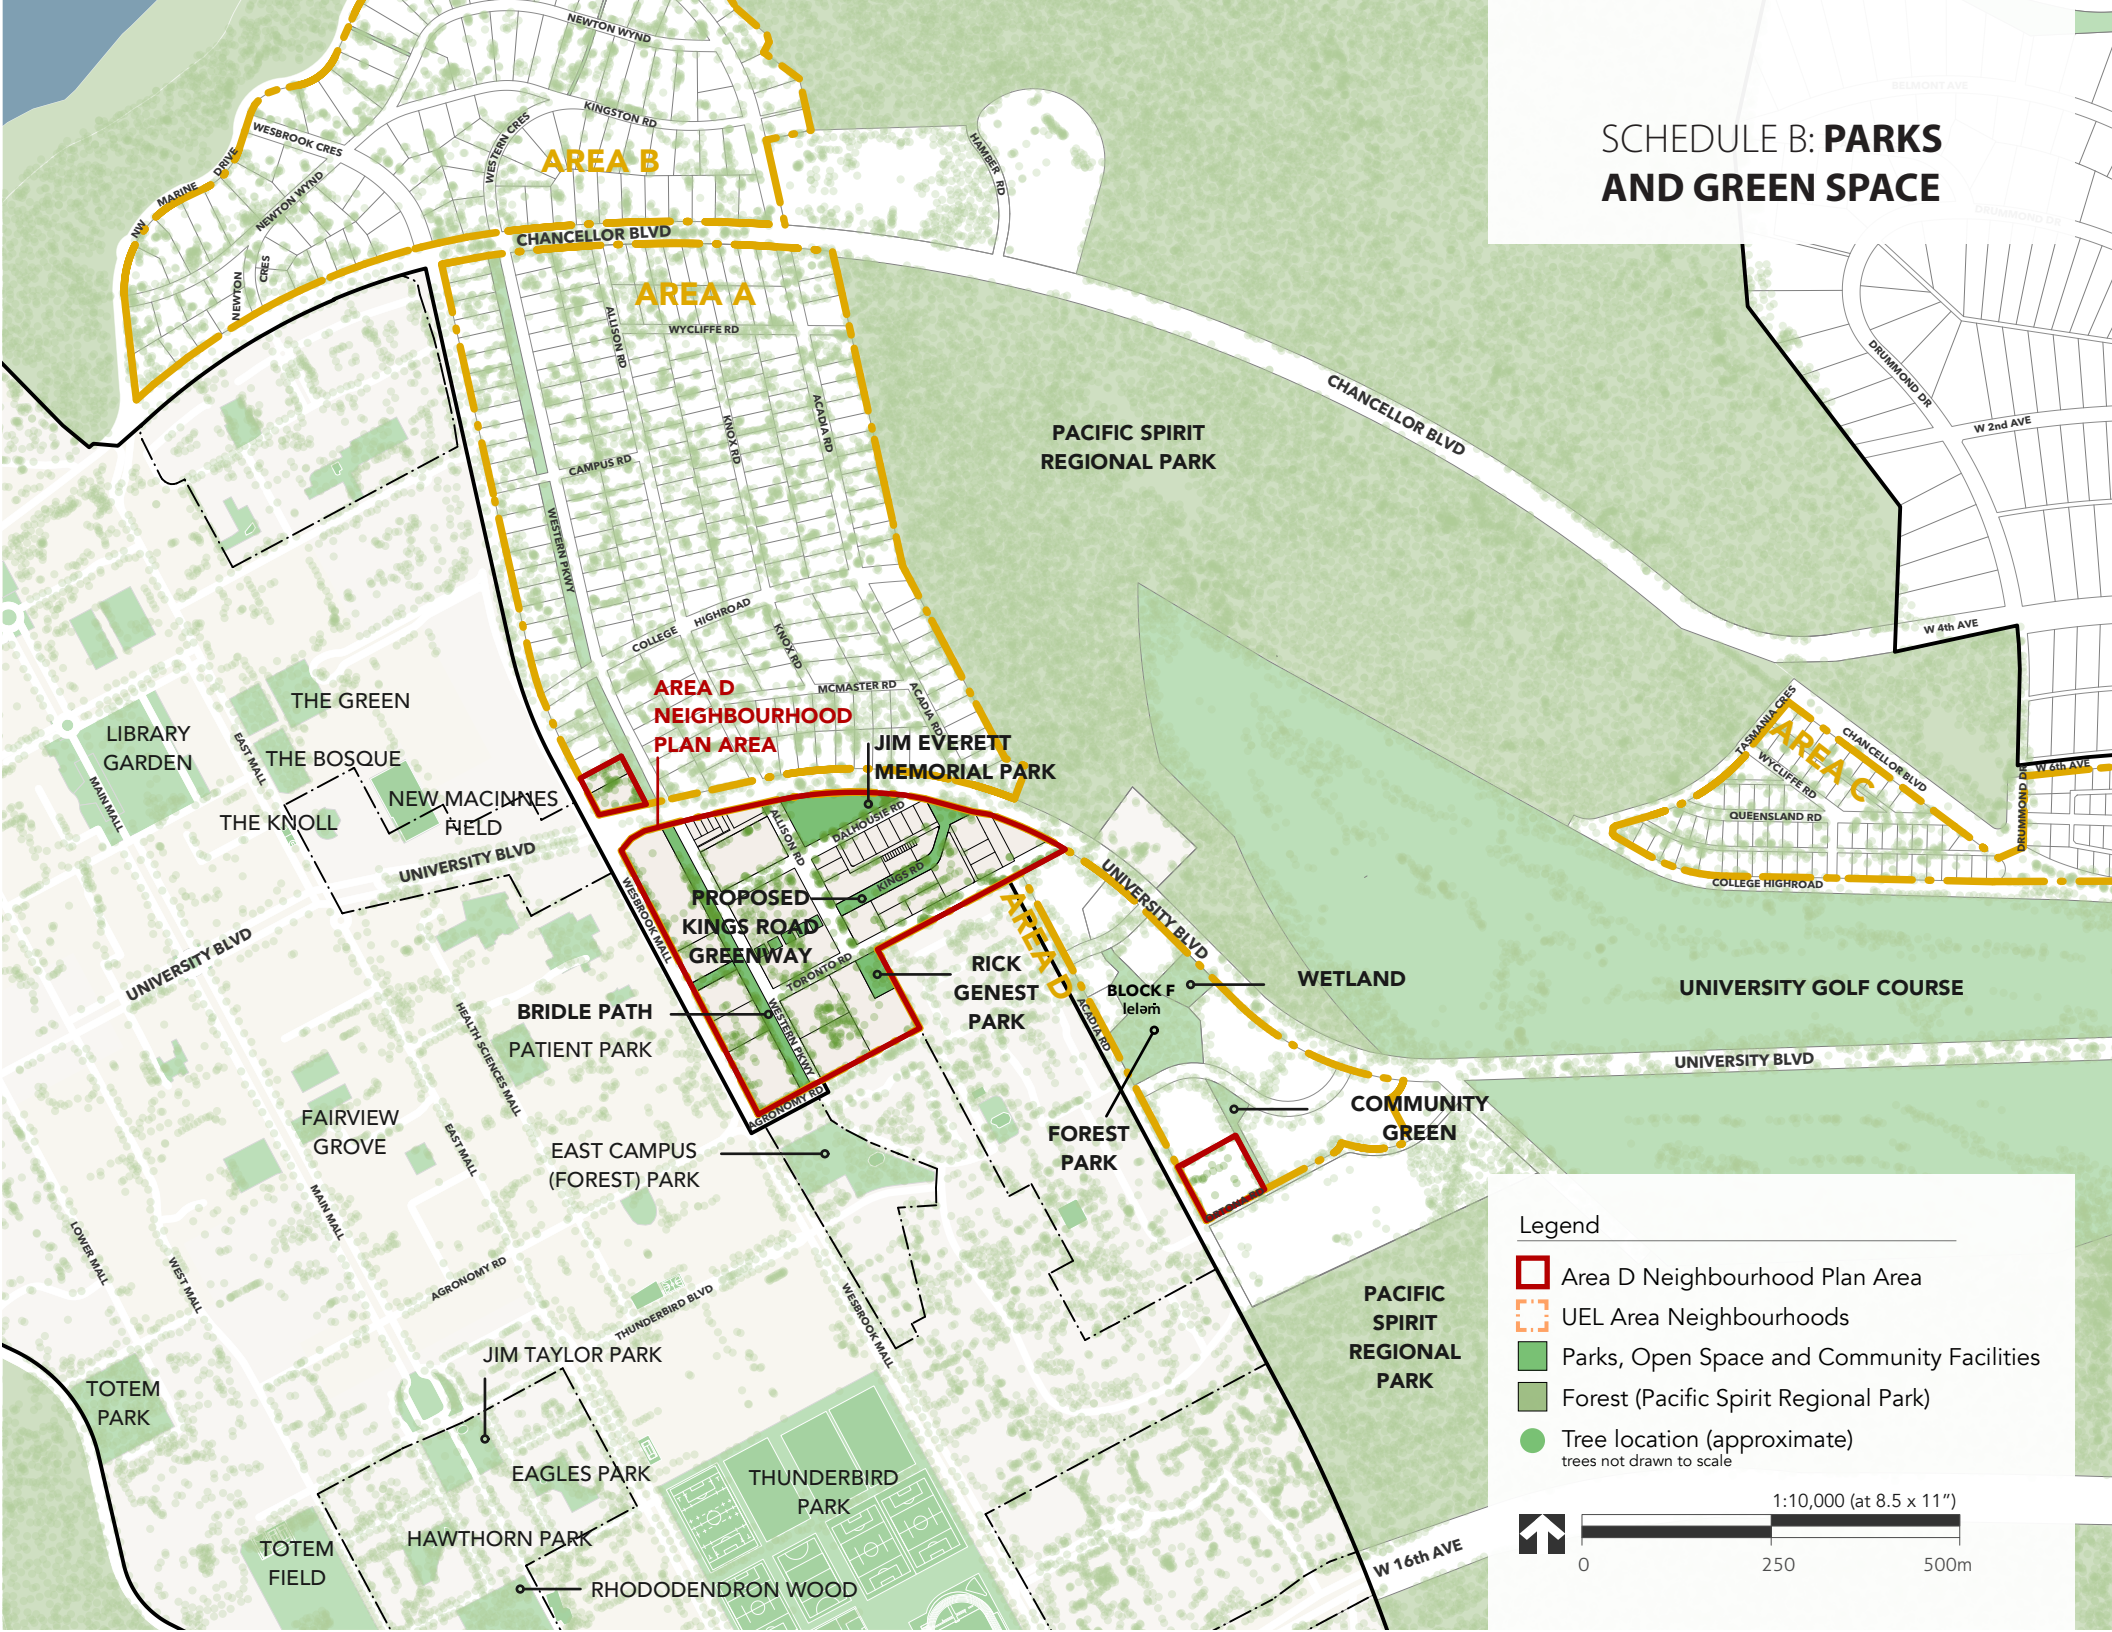 SCHEDULE B: PARKS
AND GREEN SPACE
BELMONT AVE
DRUMMOND DR
NEWTON WYND
KINGSTON RD
WESTERN CRES
WESBROOK CRES
AREA B
NW MARINE DRIVE
NEWTON WYND
NEWTON CRES
HAMBER RD
CHANCELLOR BLVD
AREA A
ALLISON RD
WYCLIFFE RD
ACADIA RD
KNOX RD
CAMPUS RD
WESTERN PKWY
CHANCELLOR BLVD
PACIFIC SPIRIT
REGIONAL PARK
DRUMMOND DR
W 2nd AVE
W 4th AVE
COLLEGE HIGHROAD
KNOX RD
MCMASTER RD
ACADIA RD
AREA D
NEIGHBOURHOOD
PLAN AREA
JIM EVERETT
MEMORIAL PARK
THE GREEN
LIBRARY
GARDEN
EAST MALL
THE BOSQUE
MAIN MALL
NEW MACINNES
FIELD
THE KNOLL
UNIVERSITY BLVD
TASMANIA CRES
AREA C
CHANCELLOR BLVD
WYCLIFFE RD
QUEENSLAND RD
DRUMMOND DR
W 6th AVE
COLLEGE HIGHROAD
ALLISON RD
DALHOUSIE RD
KINGS RD
WESBROOK MALL
PROPOSED
KINGS ROAD
GREENWAY
TORONTO RD
AREA D
UNIVERSITY BLVD
RICK
GENEST
PARK
WETLAND
BLOCK F
leləm̓
UNIVERSITY GOLF COURSE
UNIVERSITY BLVD
UNIVERSITY BLVD
BRIDLE PATH
PATIENT PARK
WESTERN PKWY
ACADIA RD
HEALTH SCIENCES MALL
AGRONOMY RD
COMMUNITY
GREEN
FOREST
PARK
FAIRVIEW
GROVE
EAST MALL
EAST CAMPUS
(FOREST) PARK
MAIN MALL
LOWER MALL
WEST MALL
AGRONOMY RD
THUNDERBIRD BLVD
WESBROOK MALL
PACIFIC
SPIRIT
REGIONAL
PARK
JIM TAYLOR PARK
TOTEM
PARK
EAGLES PARK
THUNDERBIRD
PARK
HAWTHORN PARK
TOTEM
FIELD
RHODODENDRON WOOD
W 16th AVE
Legend
Area D Neighbourhood Plan Area
UEL Area Neighbourhoods
Parks, Open Space and Community Facilities
Forest (Pacific Spirit Regional Park)
Tree location (approximate)
trees not drawn to scale
1:10,000 (at 8.5 x 11")
0 250 500m